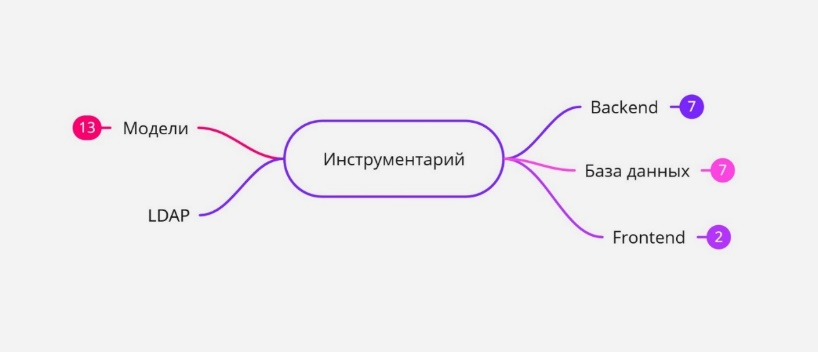 Инструментарий
13 Модели
LDAP
Backend 7
База данных 7
Frontend 2